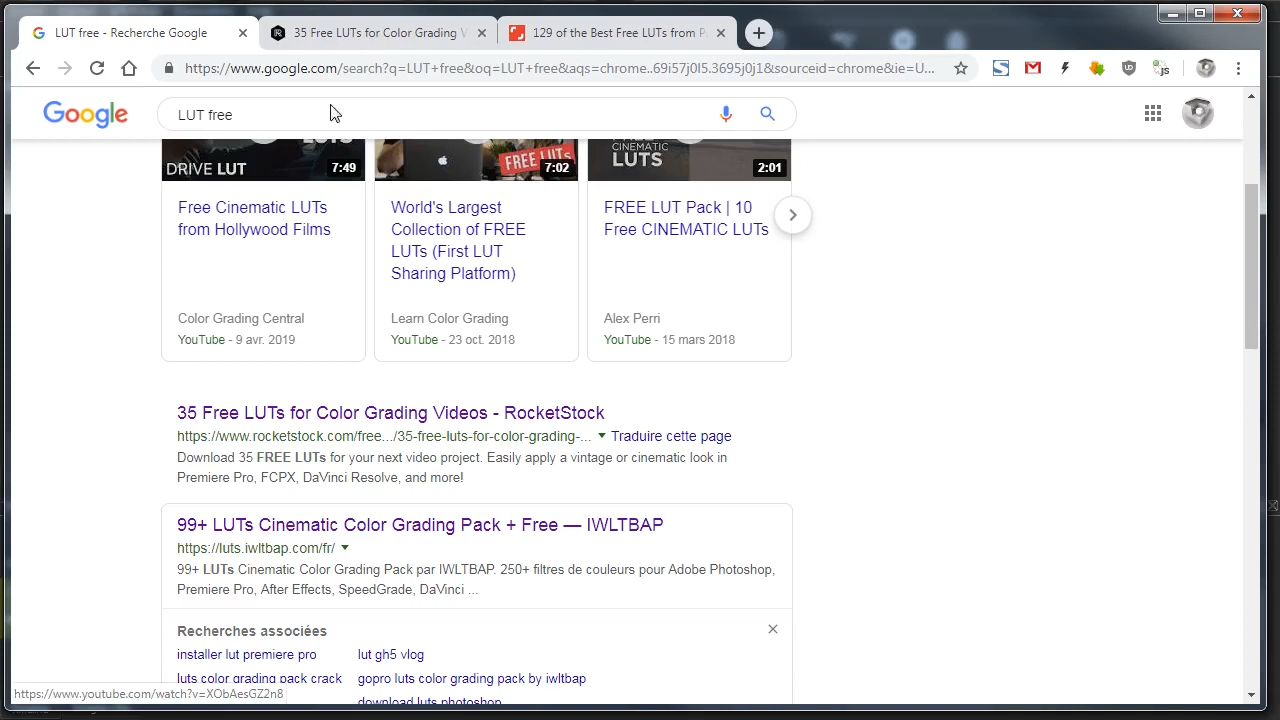 LUT free - Recherche Google
35 Free LUTs for Color Grading V
129 of the Best Free LUTs from P
https://www.google.com/search?q=LUT+free&oq=LUT+free&aqs=chrome..69i57j0l5.3695j0j1&sourceid=chrome&ie=U...
Google
LUT free
DRIVE LUT
7:49
FREE LUTs
7:02
CINEMATIC
LUTS
2:01
Free Cinematic LUTs
from Hollywood Films
World's Largest
Collection of FREE
LUTs (First LUT
Sharing Platform)
FREE LUT Pack | 10
Free CINEMATIC LUTs
Color Grading Central
YouTube - 9 avr. 2019
Learn Color Grading
YouTube - 23 oct. 2018
Alex Perri
YouTube - 15 mars 2018
35 Free LUTs for Color Grading Videos - RocketStock
https://www.rocketstock.com/free.../35-free-luts-for-color-grading-... Traduire cette page
Download 35 FREE LUTs for your next video project. Easily apply a vintage or cinematic look in
Premiere Pro, FCPX, DaVinci Resolve, and more!
99+ LUTs Cinematic Color Grading Pack + Free — IWLTBAP
https://luts.iwltbap.com/fr/
99+ LUTs Cinematic Color Grading Pack par IWLTBAP. 250+ filtres de couleurs pour Adobe Photoshop,
Premiere Pro, After Effects, SpeedGrade, DaVinci ...
Recherches associées
installer lut premiere pro
lut gh5 vlog
luts color grading pack crack
gopro luts color grading pack by iwltbap
download luts photoshop
https://www.youtube.com/watch?v=XObAesGZ2n8